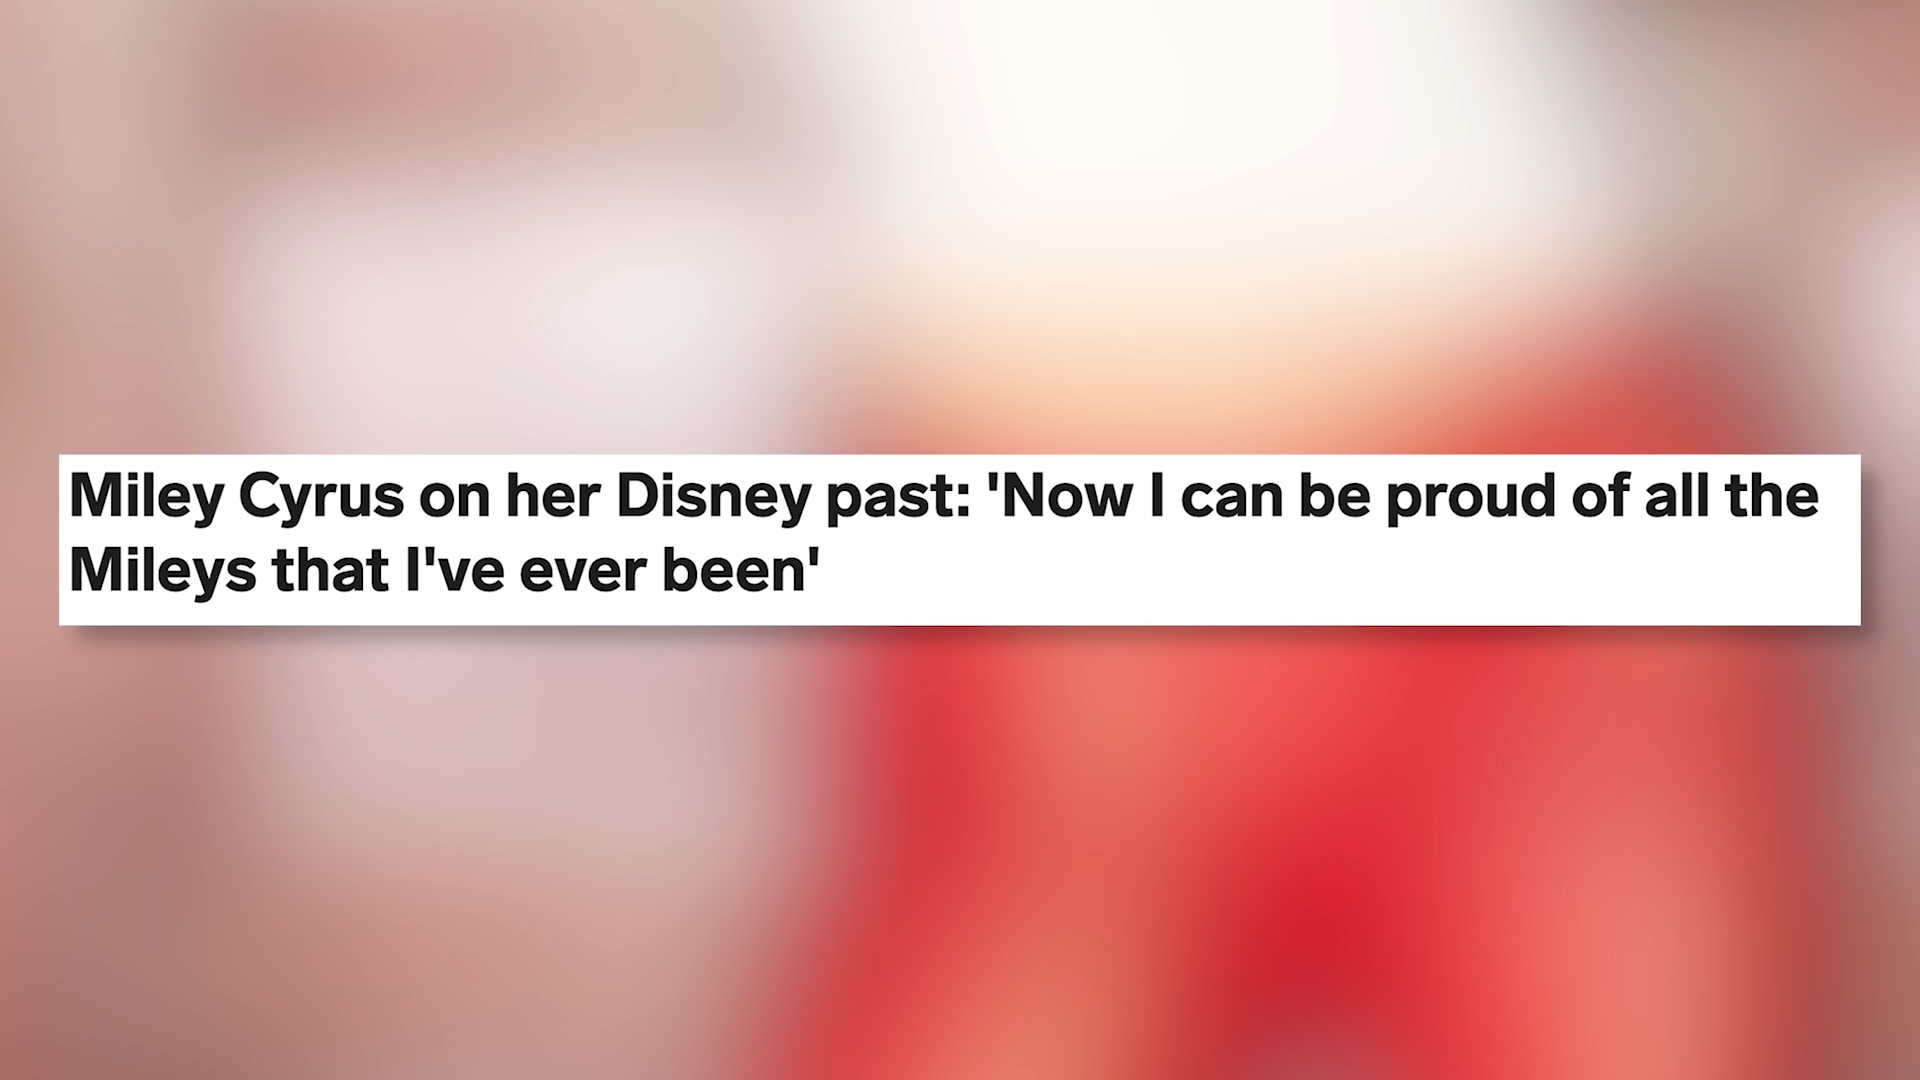 Miley Cyrus on her Disney past: 'Now I can be proud of all the
Mileys that I've ever been'